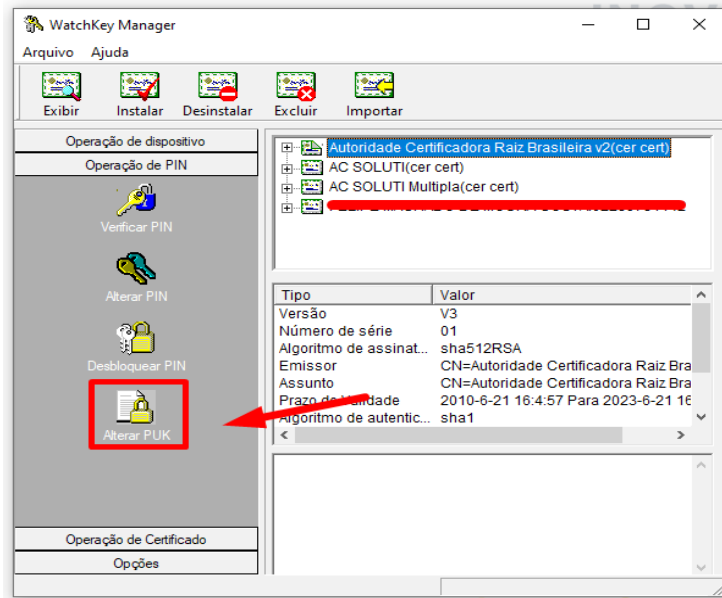 WatchKey Manager
Arquivo Ajuda
Exibir Instalar Desinstalar Excluir Importar
Operação de dispositivo
Operação de PIN
Verificar PIN
Alterar PIN
Desbloquear PIN
Alterar PUK
Operação de Certificado
Opções
Autoridade Certificadora Raiz Brasileira v2(cer cert)
AC SOLUTI(cer cert)
AC SOLUTI Multipla(cer cert)
Tipo Valor
Versão V3
Número de série 01
Algoritmo de assinat... sha512RSA
Emissor CN=Autoridade Certificadora Raiz Bra
Assunto CN=Autoridade Certificadora Raiz Bra
Prazo de Validade 2010-6-21 16:4:57 Para 2023-6-21 16
Algoritmo de autentic... sha1